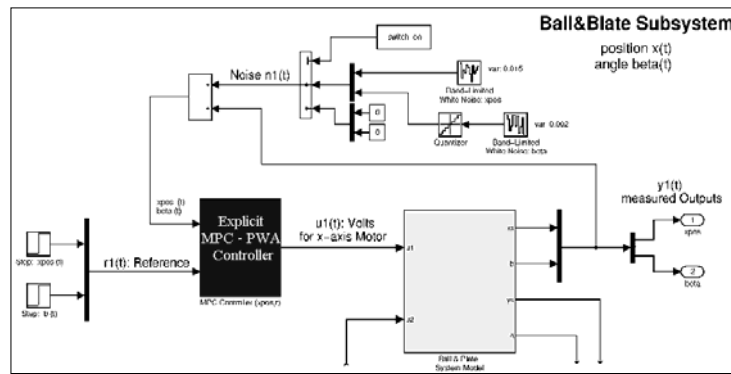 Ball&Blate Subsystem
position x(t)
angle beta(t)
switch on
Noise n1(t)
var: 0.015
Band-Limited
White Noise: xpos
0
0
Quantizer
var: 0.002
Band-Limited
White Noise: beta
y1(t)
measured Outputs
xpos (t)
beta (t)
Explicit
MPC - PWA
Controller
u1(t): Volts
for x-axis Motor
1
xpos
Step: xpos (t)
r1(t): Reference
u1
MPC Controller (xpos,r)
2
beta
u2
Ball & Plate
System Model